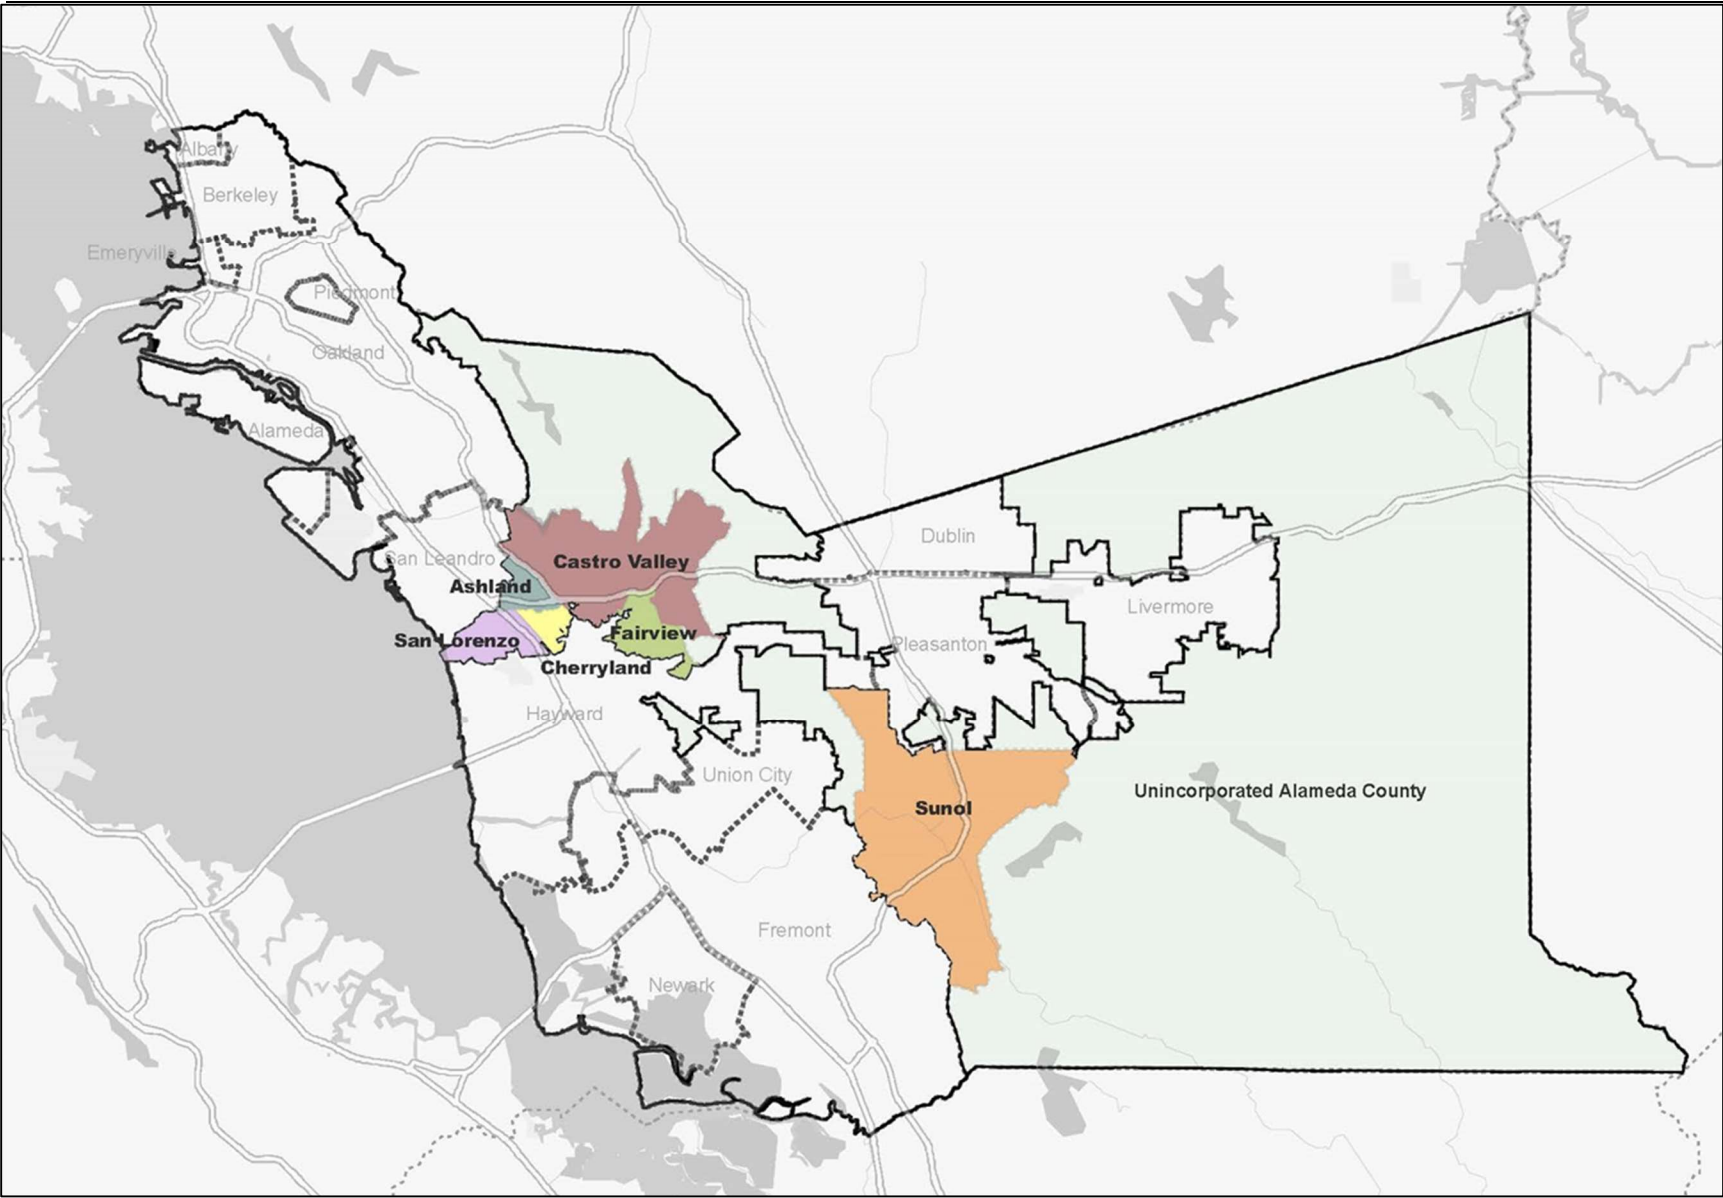 Albany
Berkeley
Emeryville
Piedmont
Oakland
Alameda
San Leandro
Castro Valley
Ashland
Dublin
Livermore
San Lorenzo
Fairview
Pleasanton
Cherryland
Hayward
Union City
Unincorporated Alameda County
Sunol
Fremont
Newark